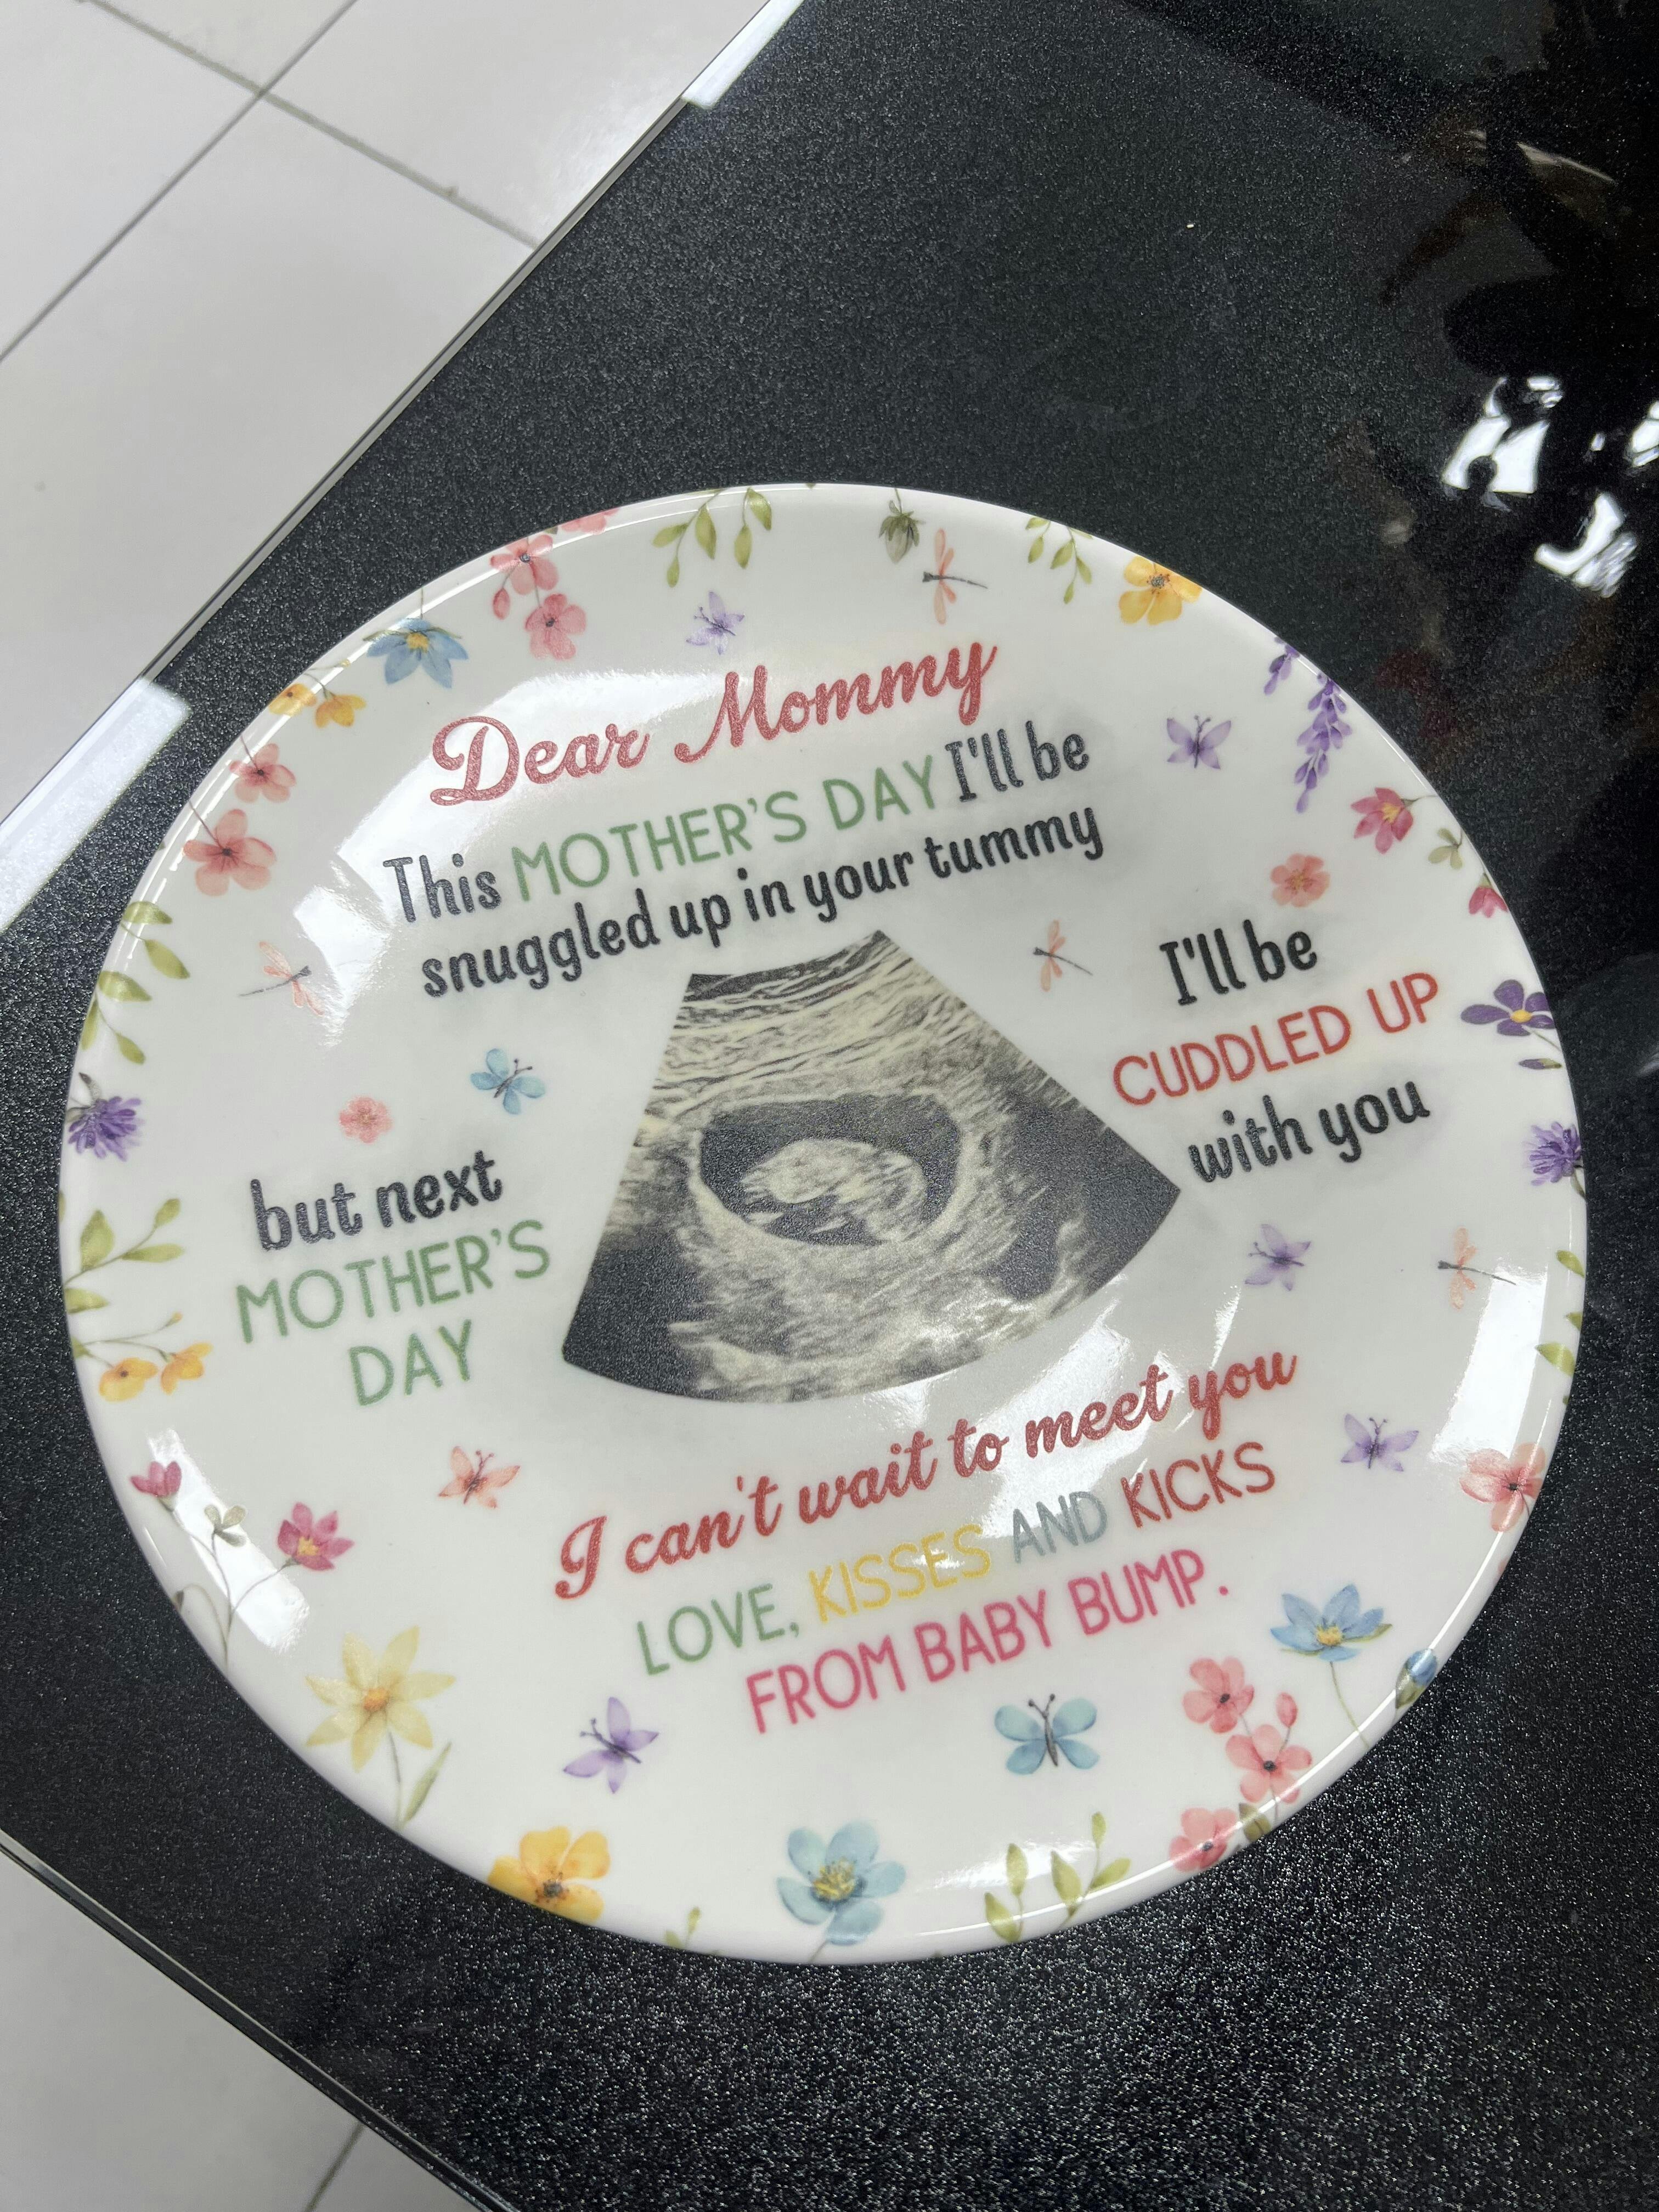 Dear Mommy
This MOTHER'S DAY I'll be
snuggled up in your tummy
but next
MOTHER'S
DAY
I'll be
CUDDLED UP
with you
I can't wait to meet you
LOVE, KISSES AND KICKS
FROM BABY BUMP.